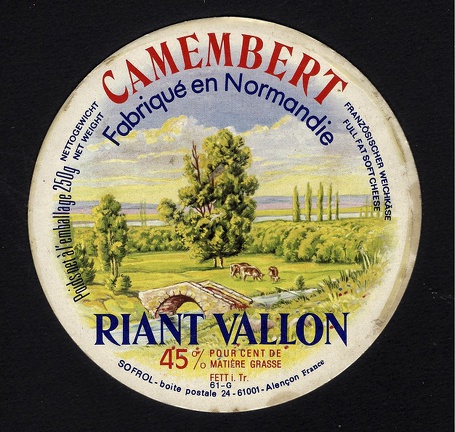 CAMEMBERT
Fabriqué en Normandie
Poids net à l'emballage 250g
NETTOGEWICHT
NET WEIGHT
FRANZÖSISCHER WEICHKÄSE
FULL FAT SOFT CHEESE
RIANT VALLON
45% POUR CENT DE
MATIÈRE GRASSE
FETT i. Tr.
61-G
SOFROL-boite postale 24-61001-Alençon France